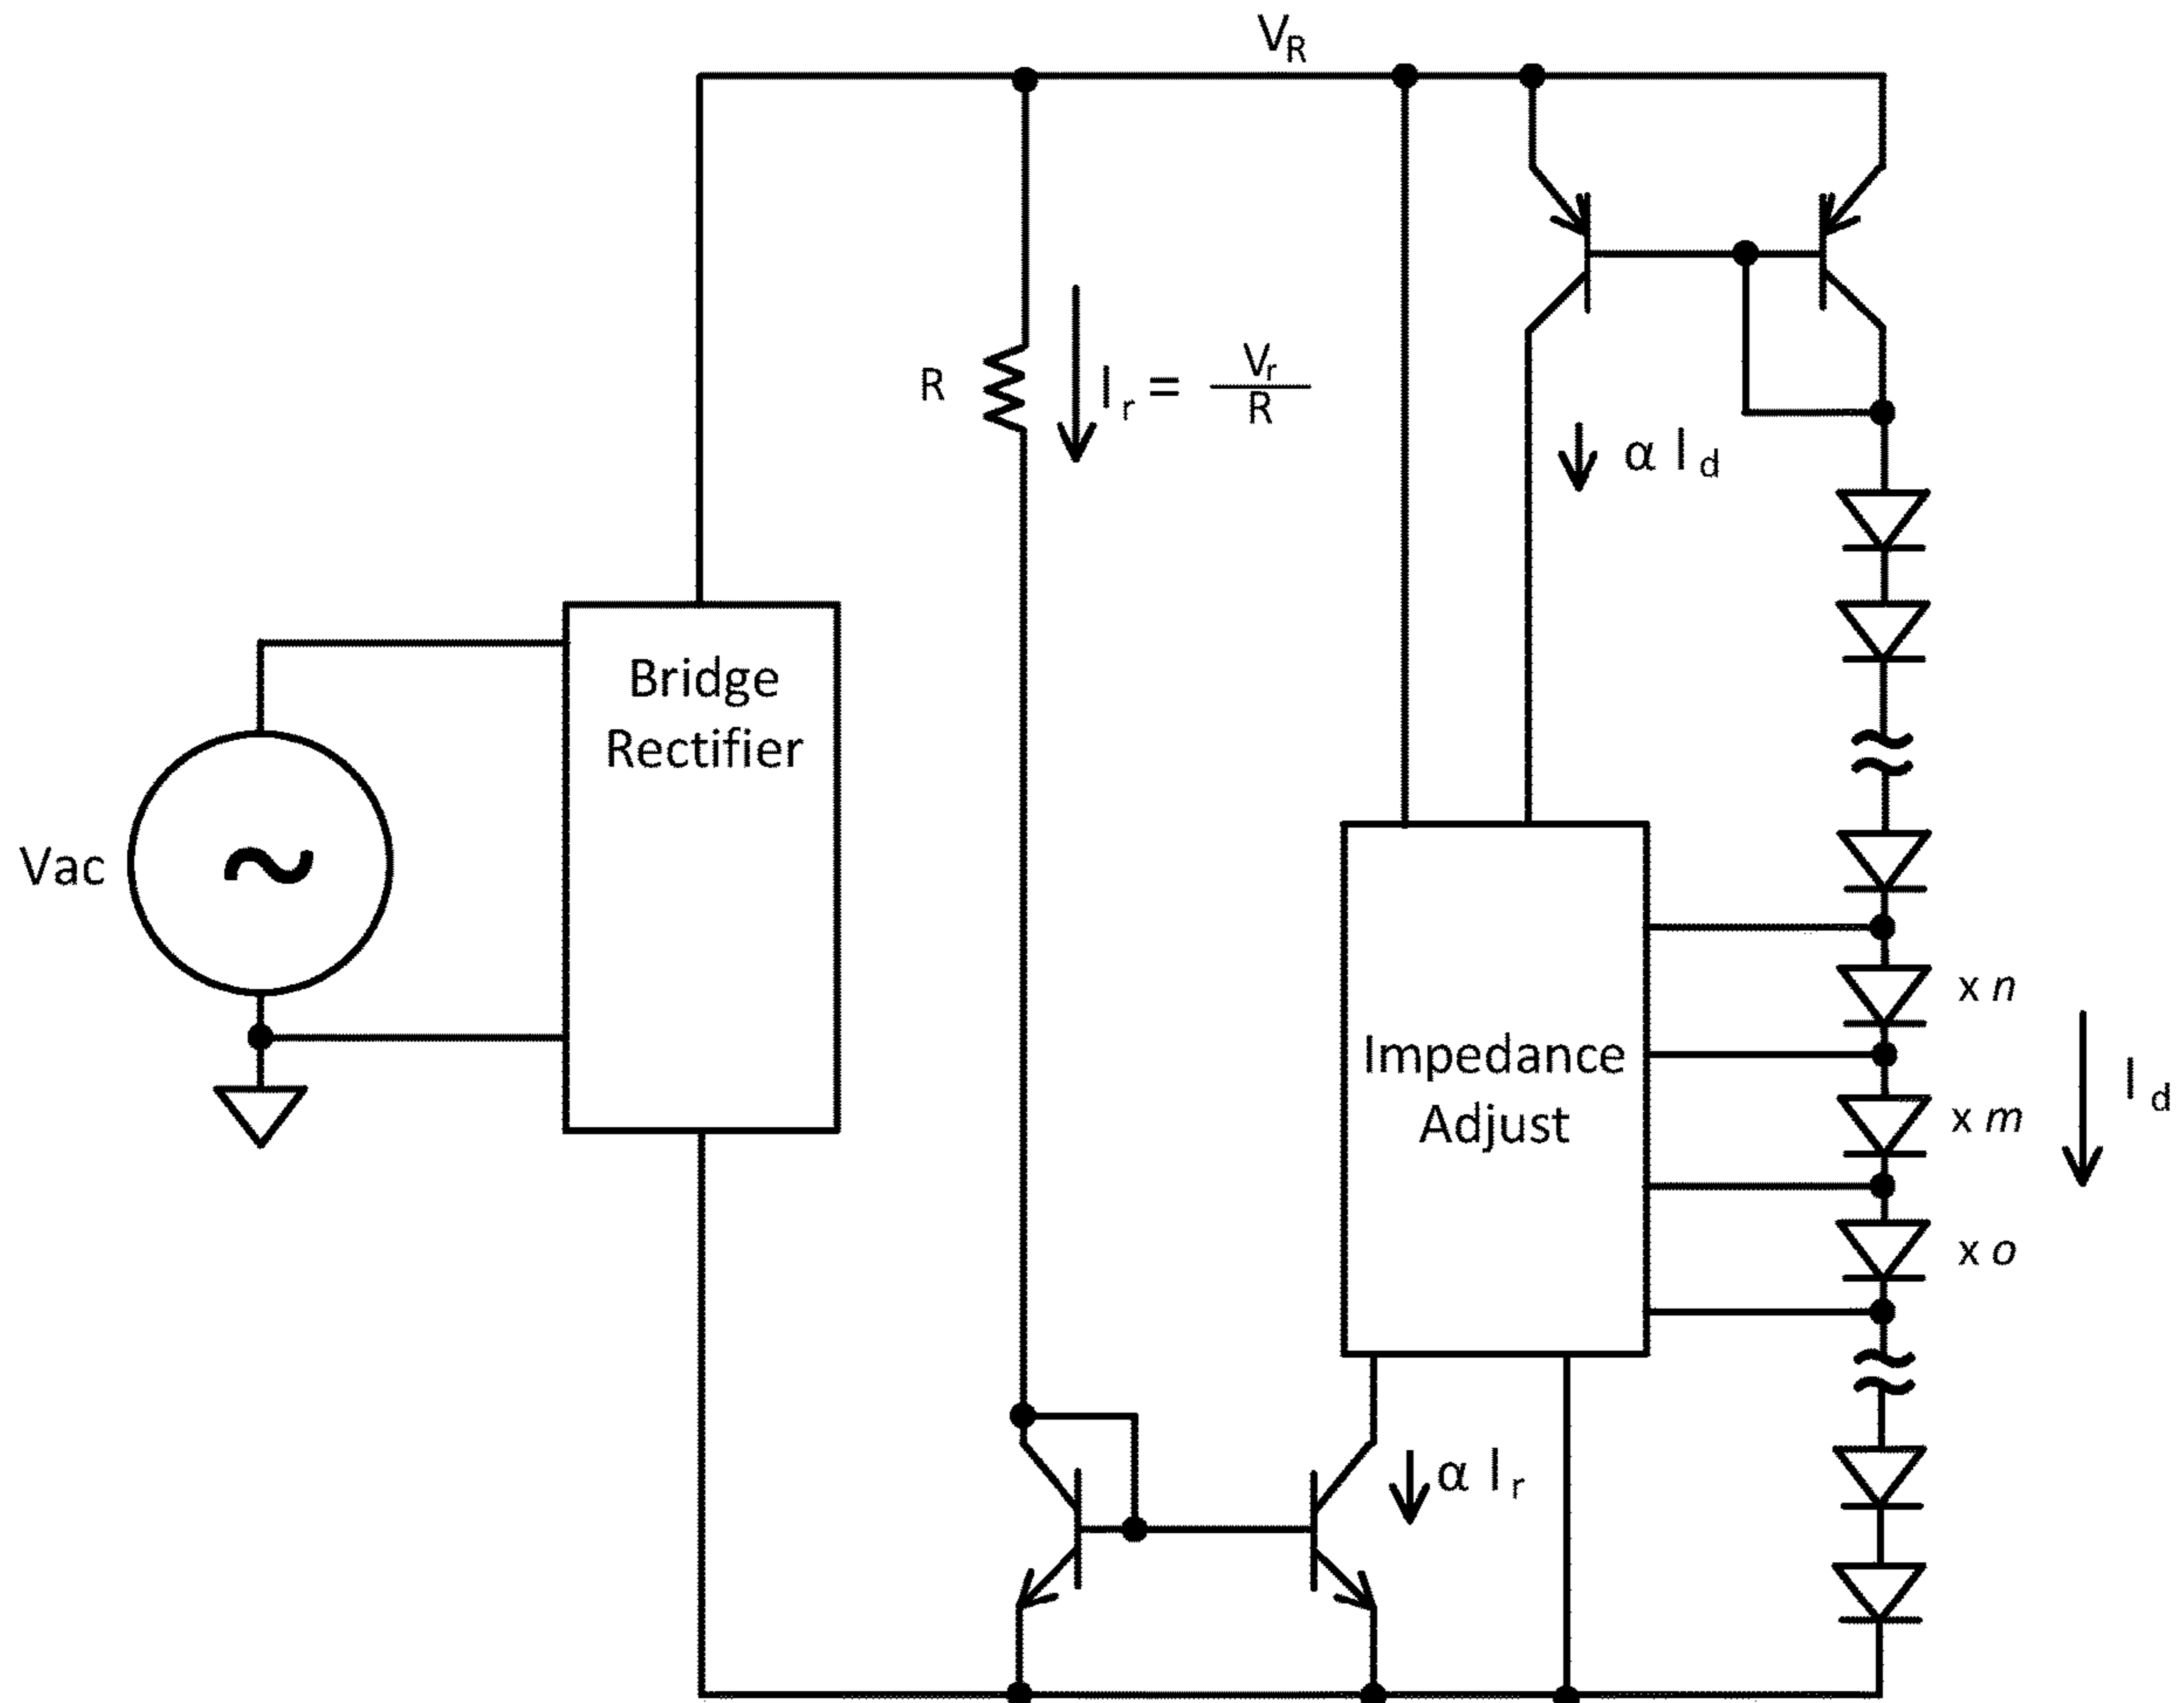 V_R
R
I_r = V_r / R
α I_d
Bridge
Rectifier
Vac
x n
Impedance
Adjust
x m
I_d
x o
α I_r